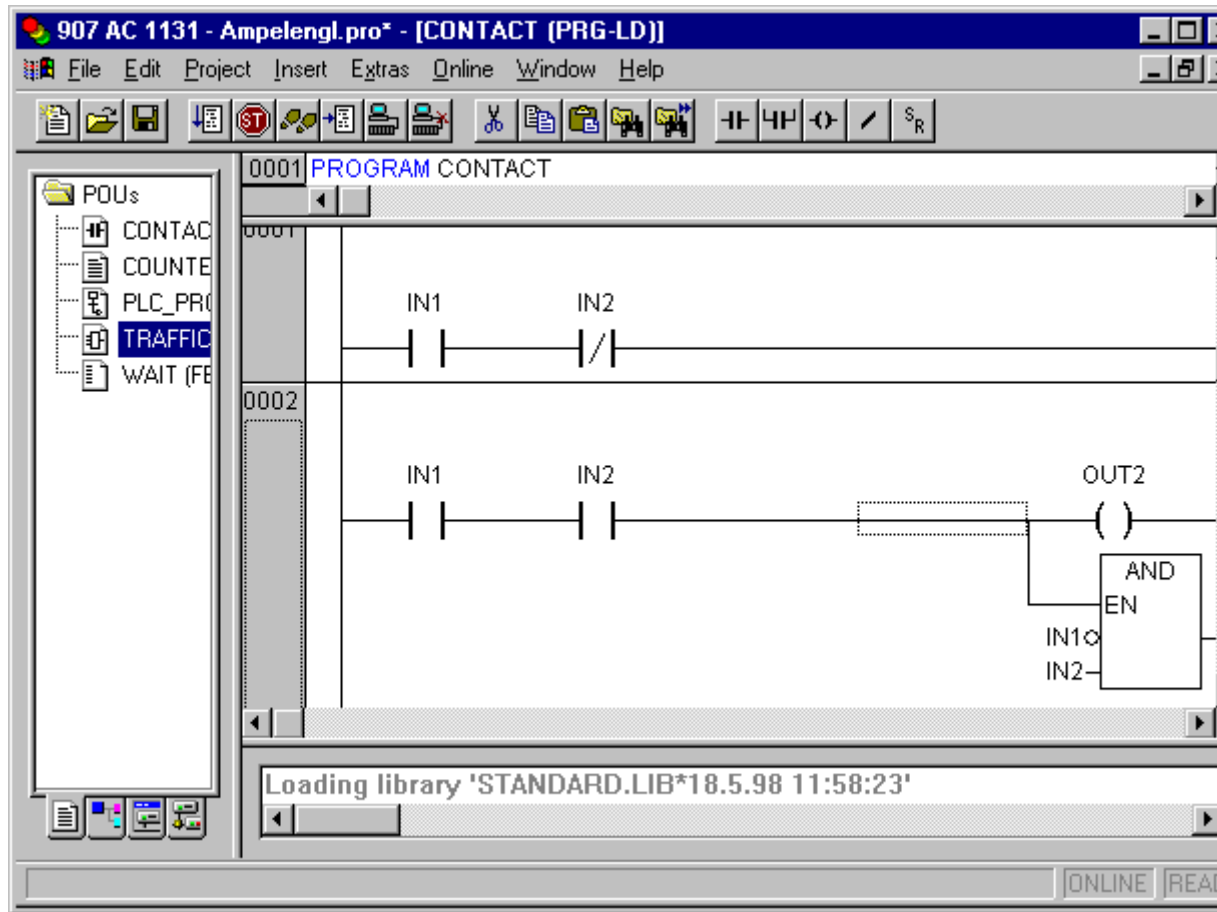 907 AC 1131 - Ampelengl.pro* - [CONTACT (PRG-LD)]
File Edit Project Insert Extras Online Window Help
ST
S R
POUs
CONTAC
COUNTE
PLC_PR
TRAFFIC
WAIT (FE
0001 PROGRAM CONTACT
0001
IN1 IN2
0002
IN1 IN2 OUT2
AND
EN
IN1
IN2
Loading library 'STANDARD.LIB*18.5.98 11:58:23'
ONLINE READ